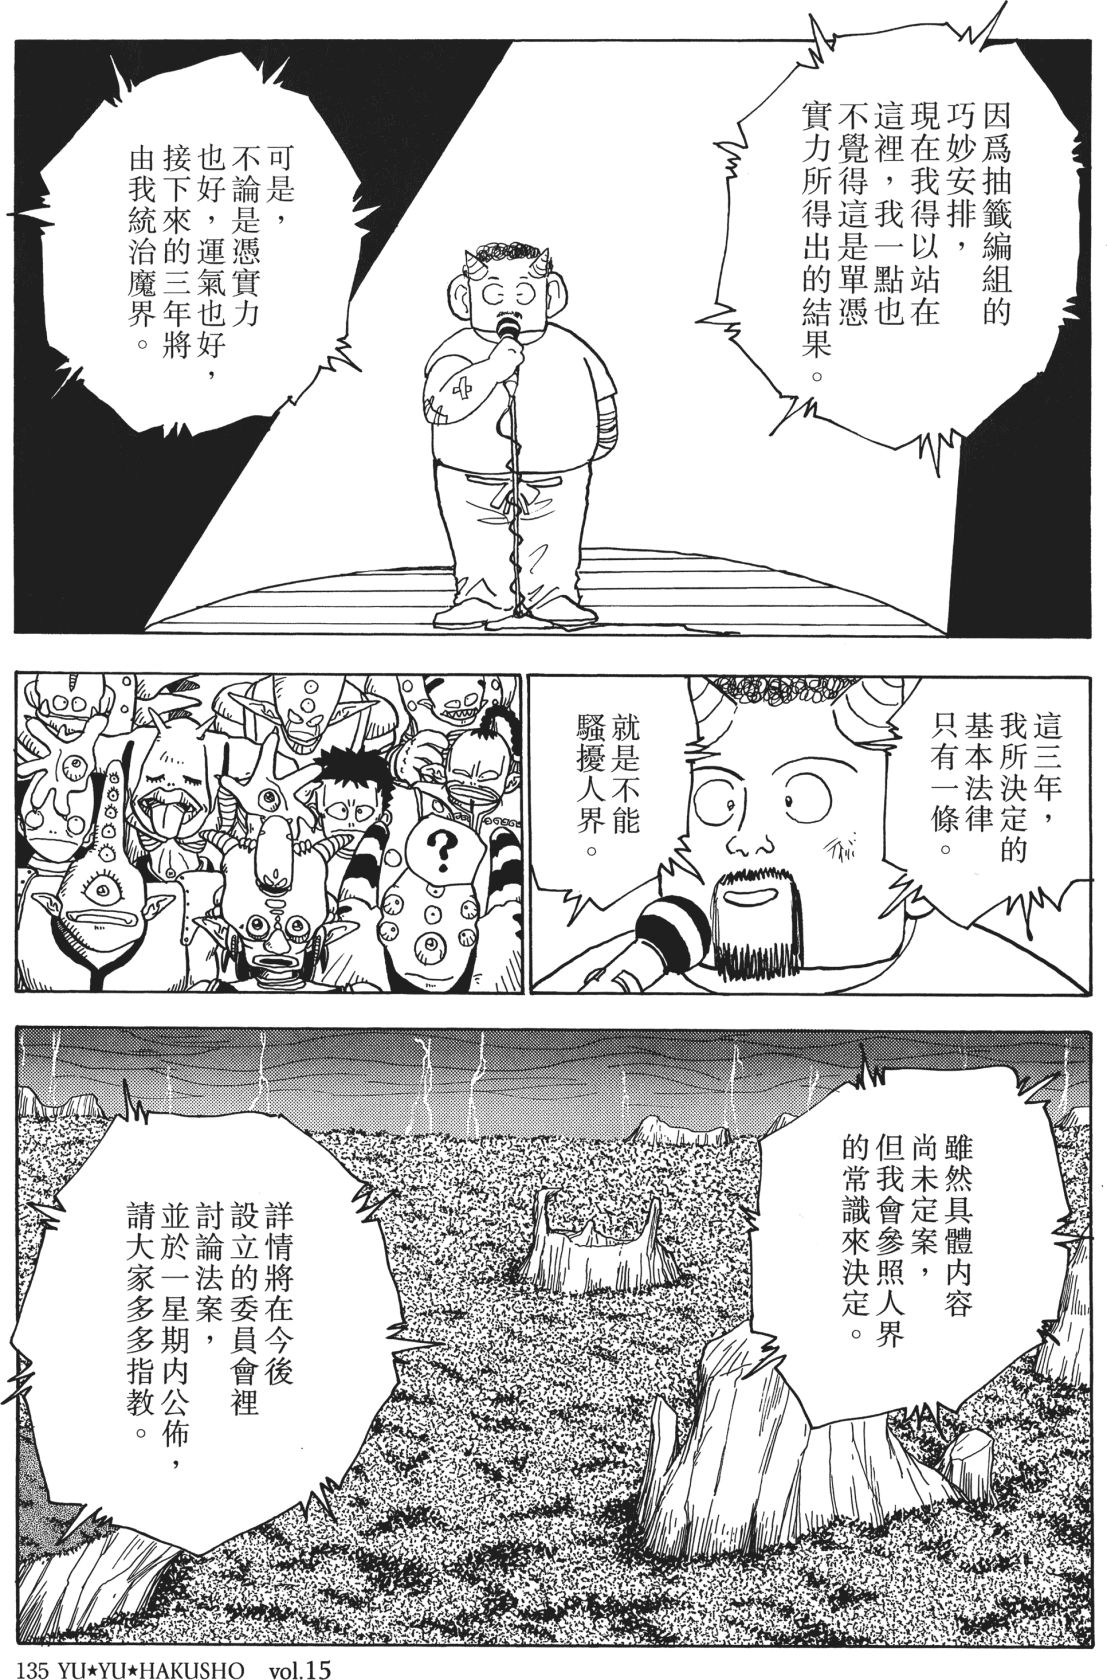 因爲抽籤編組的
巧妙安排，
現在我得以站在
這裡，我一點也
不覺得這是單憑
實力所得出的結果。
可是，
不論是憑實力
也好，運氣也好，
接下來的三年將
由我統治魔界。
這三年，
我所決定的
基本法律
只有一條。
就是不能
騷擾人界。
?
雖然具體內容
尚未定案，
但我會參照人界
的常識來決定。
詳情將在今後
設立的委員會裡
討論法案，
並於一星期內公佈，
請大家多多指教。
135 YU★YU★HAKUSHO vol.15